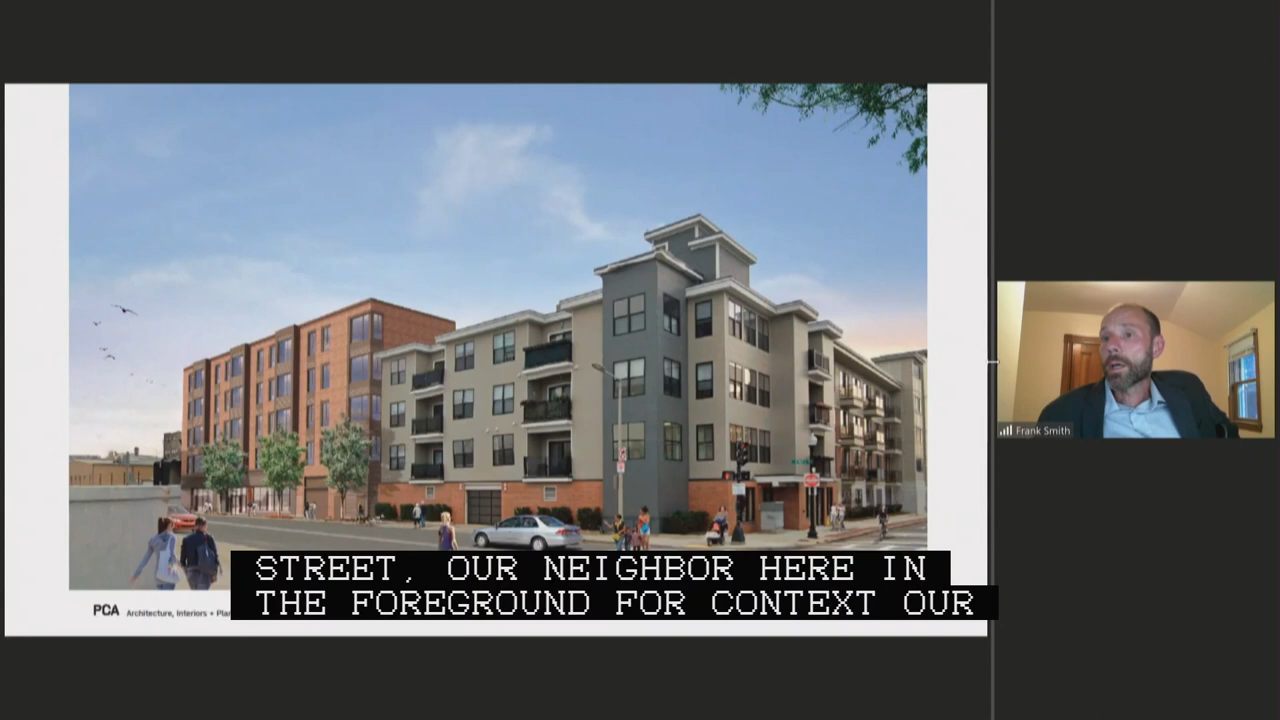 Frank Smith
STREET, OUR NEIGHBOR HERE IN
THE FOREGROUND FOR CONTEXT OUR
PCA Architecture, Interiors +